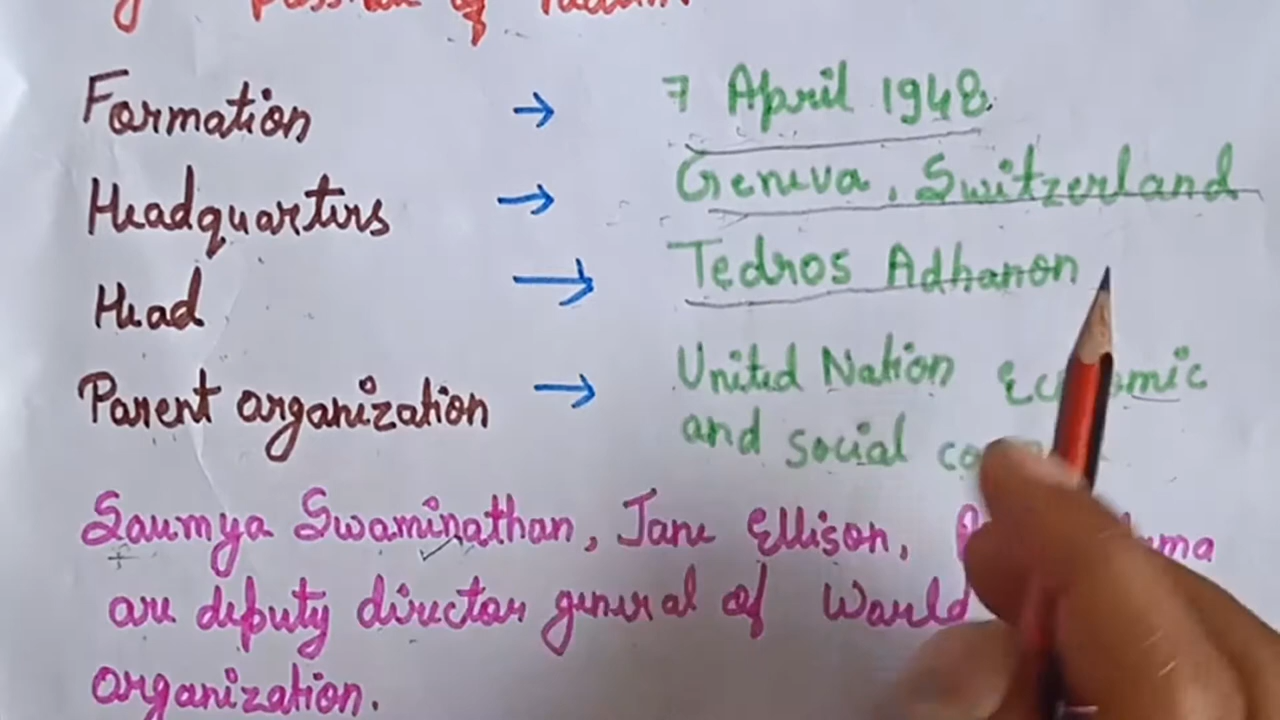 of
Formation → 7 April 1948
Headquarters → Geneva, Switzerland
Head → Tedros Adhanon
Parent organization → United Nation
and social
Saumya Swaminathan, Jane Ellison,
are deputy director general of World
organization.